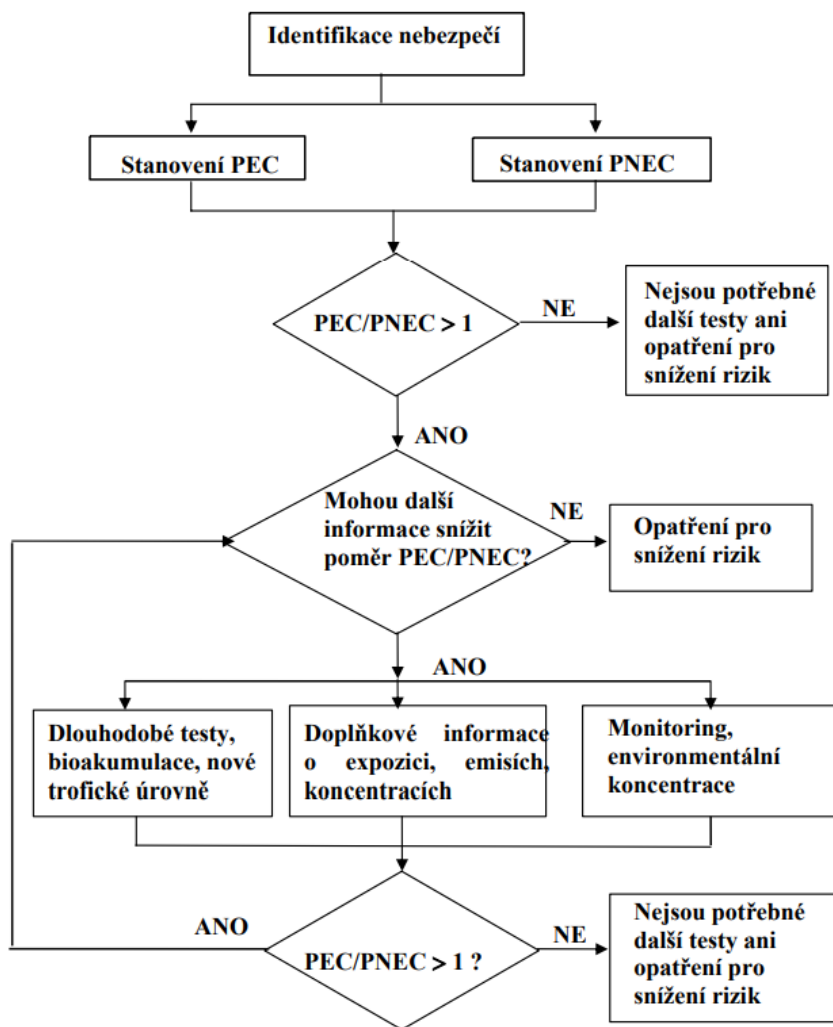 Identifikace nebezpečí
Stanovení PEC
Stanovení PNEC
PEC/PNEC > 1
NE
Nejsou potřebné
další testy ani
opatření pro
snížení rizik
ANO
Mohou další
informace snížit
poměr PEC/PNEC?
NE
Opatření pro
snížení rizik
ANO
Dlouhodobé testy,
bioakumulace, nové
trofické úrovně
Doplňkové informace
o expozici, emisích,
koncentracích
Monitoring,
environmentální
koncentrace
ANO
PEC/PNEC > 1 ?
NE
Nejsou potřebné
další testy ani
opatření pro
snížení rizik